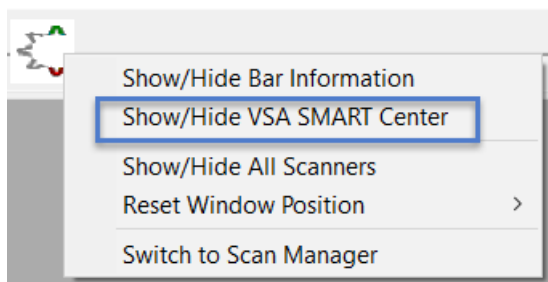 Show/Hide Bar Information
Show/Hide VSA SMART Center
Show/Hide All Scanners
Reset Window Position
Switch to Scan Manager